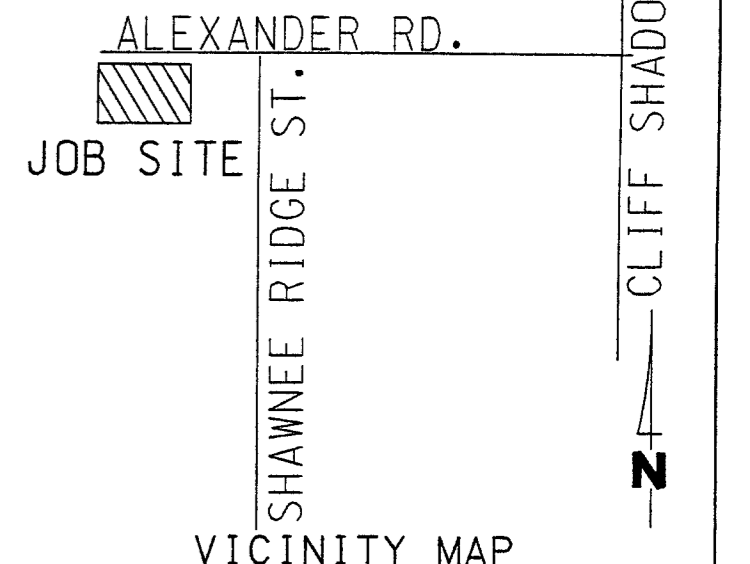 ALEXANDER RD.
JOB SITE
SHAWNEE RIDGE ST.
CLIFF SHADO
N
VICINITY MAP